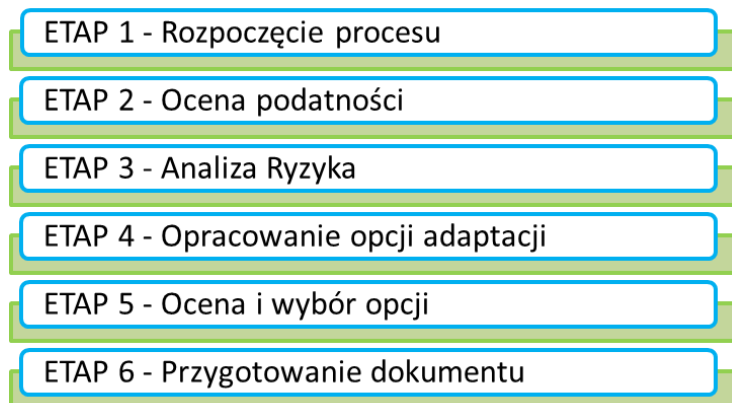 ETAP 1 - Rozpoczęcie procesu
ETAP 2 - Ocena podatności
ETAP 3 - Analiza Ryzyka
ETAP 4 - Opracowanie opcji adaptacji
ETAP 5 - Ocena i wybór opcji
ETAP 6 - Przygotowanie dokumentu